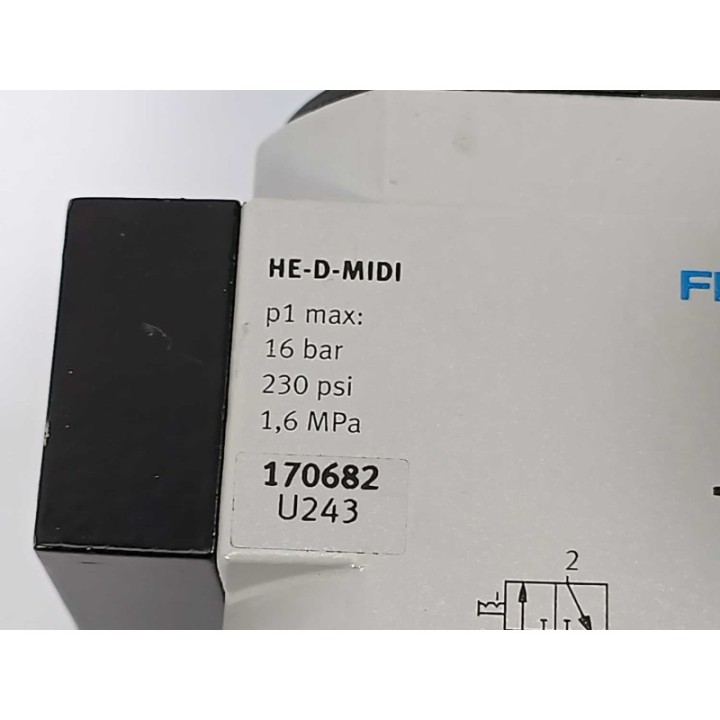 HE-D-MIDI
p1 max:
16 bar
230 psi
1,6 MPa
170682
U243
2